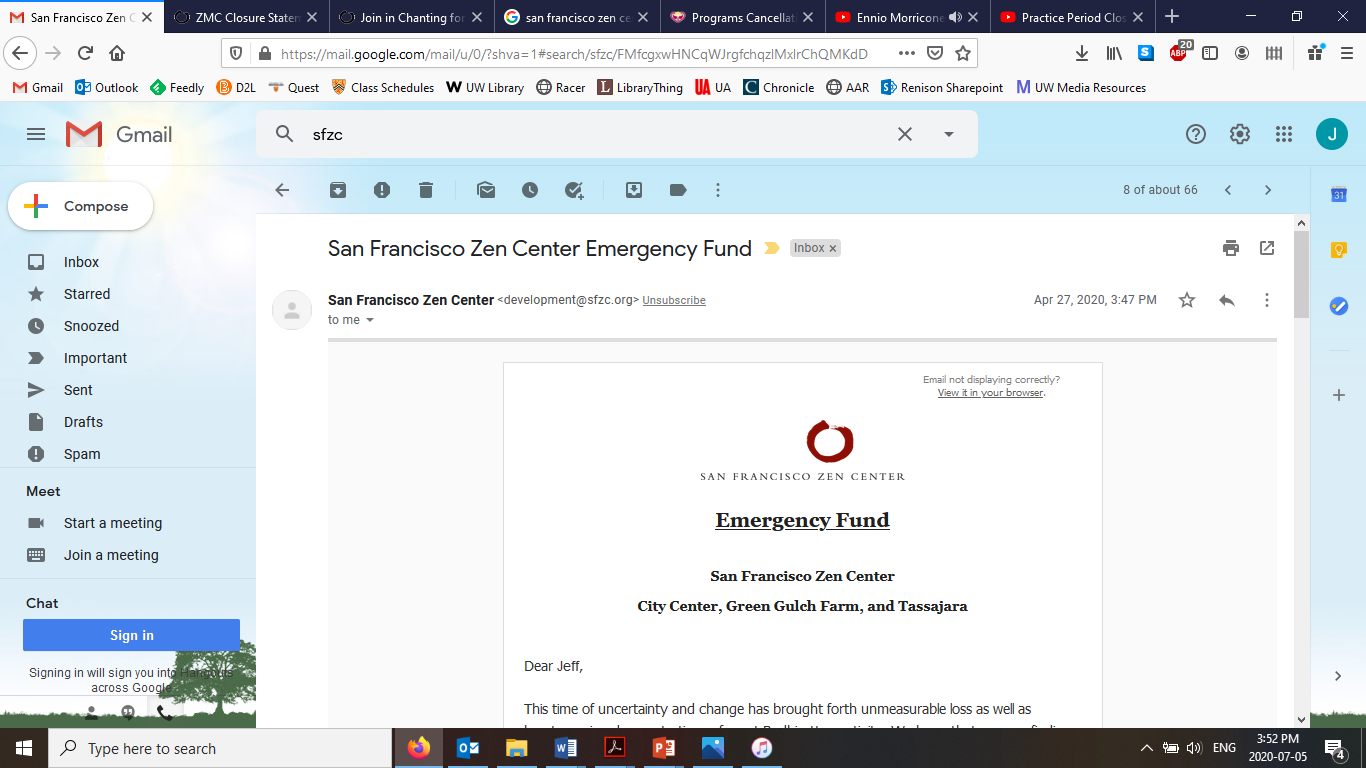 San Francisco Zen C
ZMC Closure Staten
Join in Chanting for
san francisco zen ce
Programs Cancellati
Ennio Morricone
Practice Period Clos
https://mail.google.com/mail/u/0/?shva=1#search/sfzc/FMfcgxwHNCqWJrgfchqzlMxlrChQMKdD
ABP
20
Gmail
Outlook
Feedly
D2L
Quest
Class Schedules
UW Library
Racer
LibraryThing
UA
Chronicle
AAR
Renison Sharepoint
UW Media Resources
Gmail
sfzc
J
Compose
8 of about 66
31
San Francisco Zen Center Emergency Fund
Inbox x
Inbox
Starred
Snoozed
Important
Sent
Drafts
Spam
San Francisco Zen Center <development@sfzc.org> Unsubscribe
Apr 27, 2020, 3:47 PM
to me
Email not displaying correctly?
View it in your browser.
SAN FRANCISCO ZEN CENTER
Emergency Fund
San Francisco Zen Center
City Center, Green Gulch Farm, and Tassajara
Dear Jeff,
This time of uncertainty and change has brought forth unmeasurable loss as well as
Meet
Start a meeting
Join a meeting
Chat
Sign in
Signing in will sign you into Hangouts
across Google
Type here to search
ENG
3:52 PM
2020-07-05
4